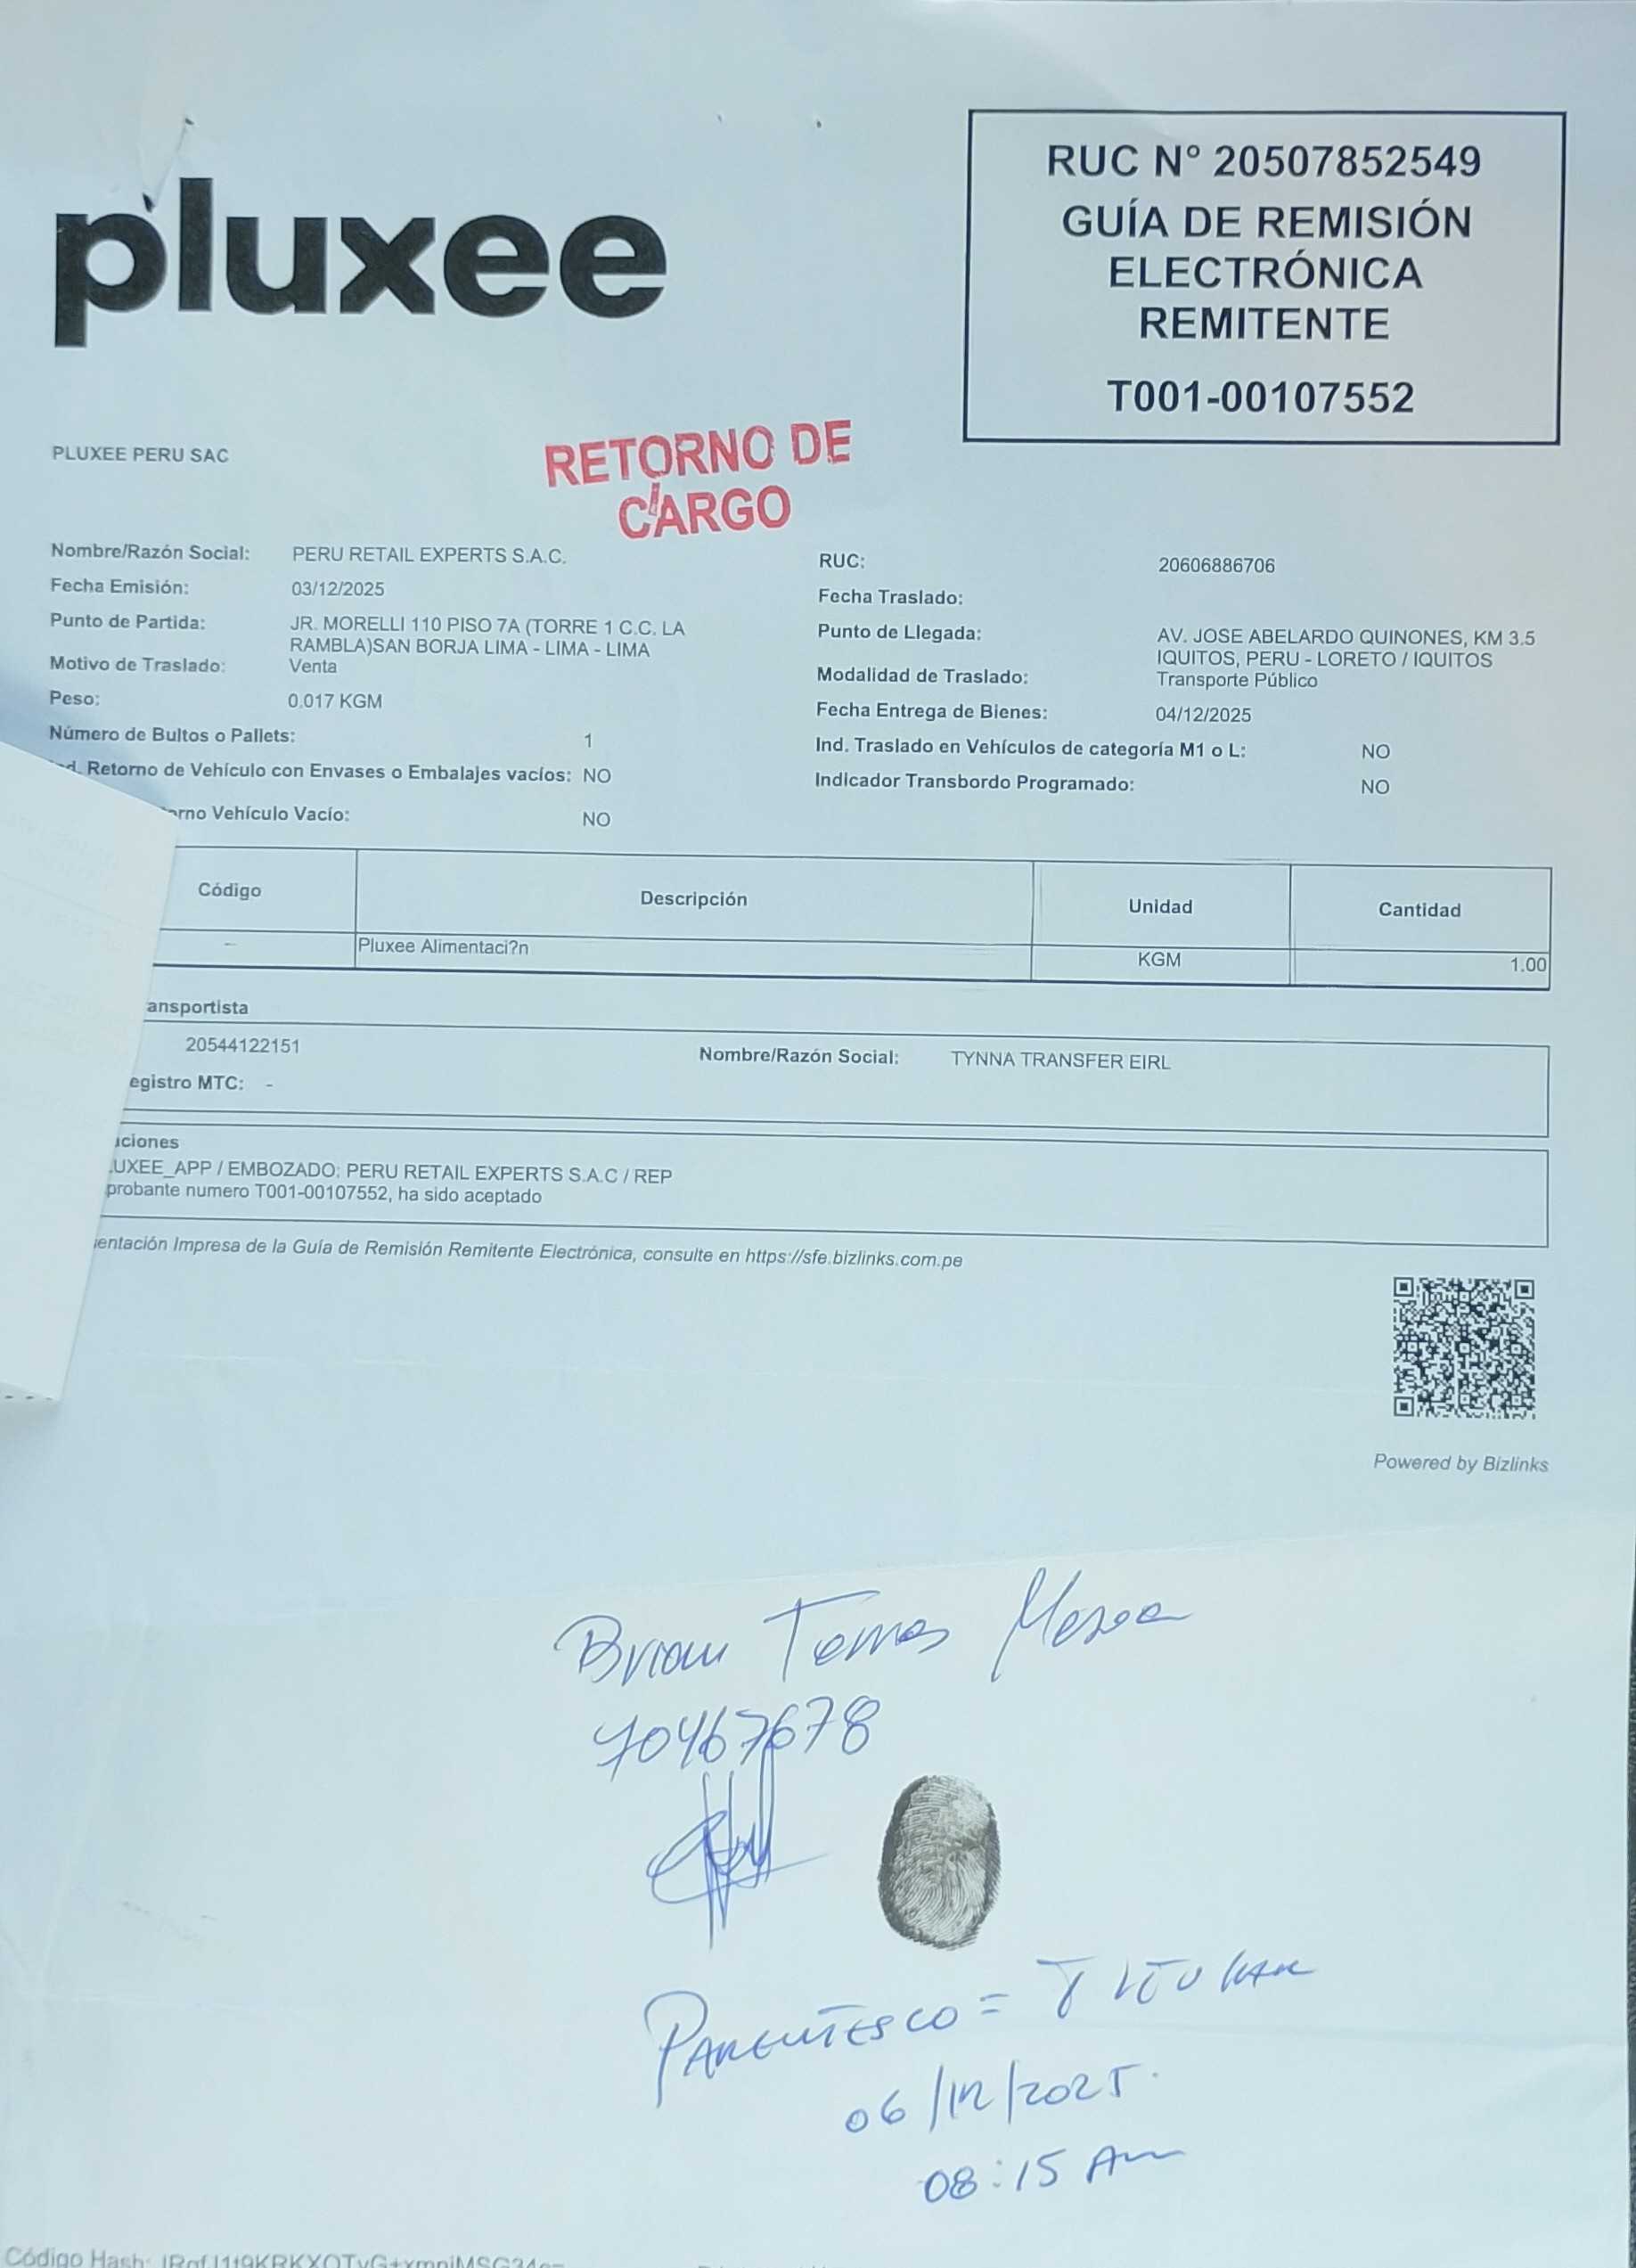 pluxee
RUC N° 20507852549
GUÍA DE REMISIÓN
ELECTRÓNICA
REMITENTE
T001-00107552
PLUXEE PERU SAC
RETORNO DE
CARGO
Nombre/Razón Social: PERU RETAIL EXPERTS S.A.C.
Fecha Emisión: 03/12/2025
Punto de Partida: JR. MORELLI 110 PISO 7A (TORRE 1 C.C. LA
RAMBLA)SAN BORJA LIMA - LIMA - LIMA
Motivo de Traslado: Venta
Peso: 0.017 KGM
Número de Bultos o Pallets: 1
d. Retorno de Vehículo con Envases o Embalajes vacíos: NO
rno Vehículo Vacío: NO
RUC: 20606886706
Fecha Traslado:
Punto de Llegada: AV. JOSE ABELARDO QUINONES, KM 3.5
IQUITOS, PERU - LORETO / IQUITOS
Modalidad de Traslado: Transporte Público
Fecha Entrega de Bienes: 04/12/2025
Ind. Traslado en Vehículos de categoría M1 o L: NO
Indicador Transbordo Programado: NO
Código Descripción Unidad Cantidad
- Pluxee Alimentaci?n KGM 1.00
ansportista
20544122151 Nombre/Razón Social: TYNNA TRANSFER EIRL
egistro MTC: -
ciones
UXEE_APP / EMBOZADO: PERU RETAIL EXPERTS S.A.C / REP
probante numero T001-00107552, ha sido aceptado
entación Impresa de la Guía de Remisión Remitente Electrónica, consulte en https://sfe.bizlinks.com.pe
Powered by Bizlinks
Brian
70467678
PARENTESCO = TITULAR
06/12/2025.
08:15 Am
Código Hash: